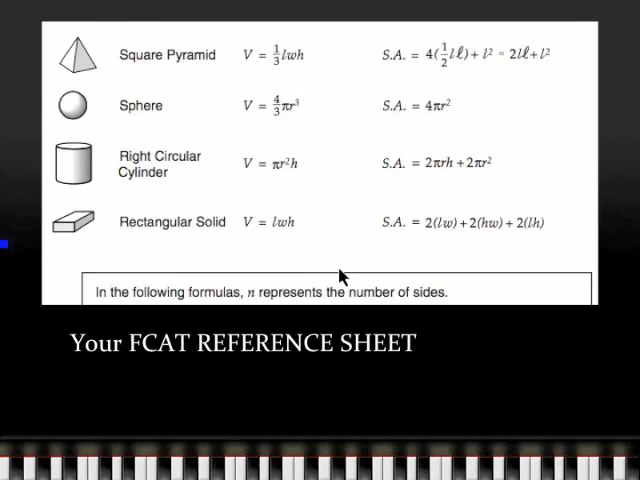 Square Pyramid V = 1/3 lwh S.A. = 4(1/2 lℓ) + l² = 2lℓ + l²
Sphere V = 4/3 πr³ S.A. = 4πr²
Right Circular
Cylinder V = πr²h S.A. = 2πrh + 2πr²
Rectangular Solid V = lwh S.A. = 2(lw) + 2(hw) + 2(lh)
In the following formulas, n represents the number of sides.
Your FCAT REFERENCE SHEET